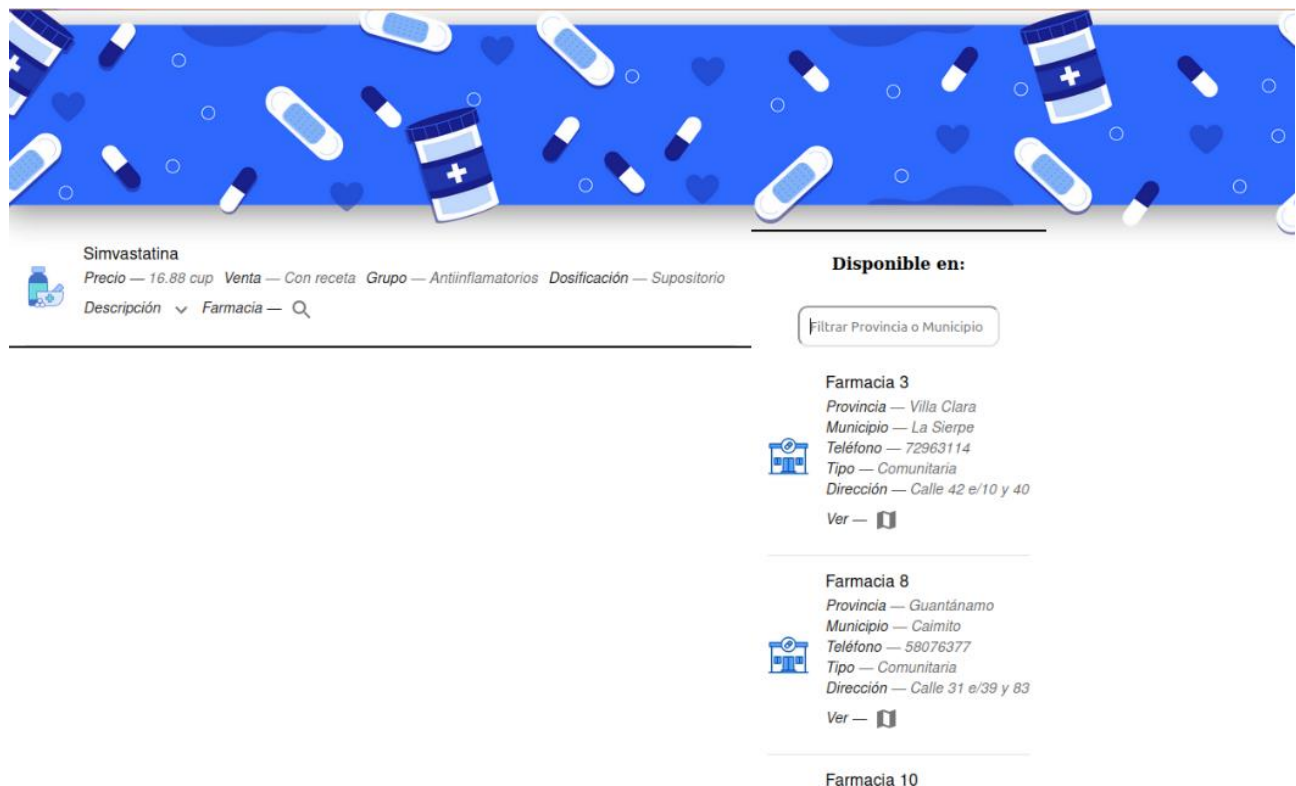 Simvastatina
Precio — 16.88 cup Venta — Con receta Grupo — Antiinflamatorios Dosificación — Supositorio
Descripción Farmacia —
Disponible en:
Filtrar Provincia o Municipio
Farmacia 3
Provincia — Villa Clara
Municipio — La Sierpe
Teléfono — 72963114
Tipo — Comunitaria
Dirección — Calle 42 e/10 y 40
Ver —
Farmacia 8
Provincia — Guantánamo
Municipio — Caimito
Teléfono — 58076377
Tipo — Comunitaria
Dirección — Calle 31 e/39 y 83
Ver —
Farmacia 10